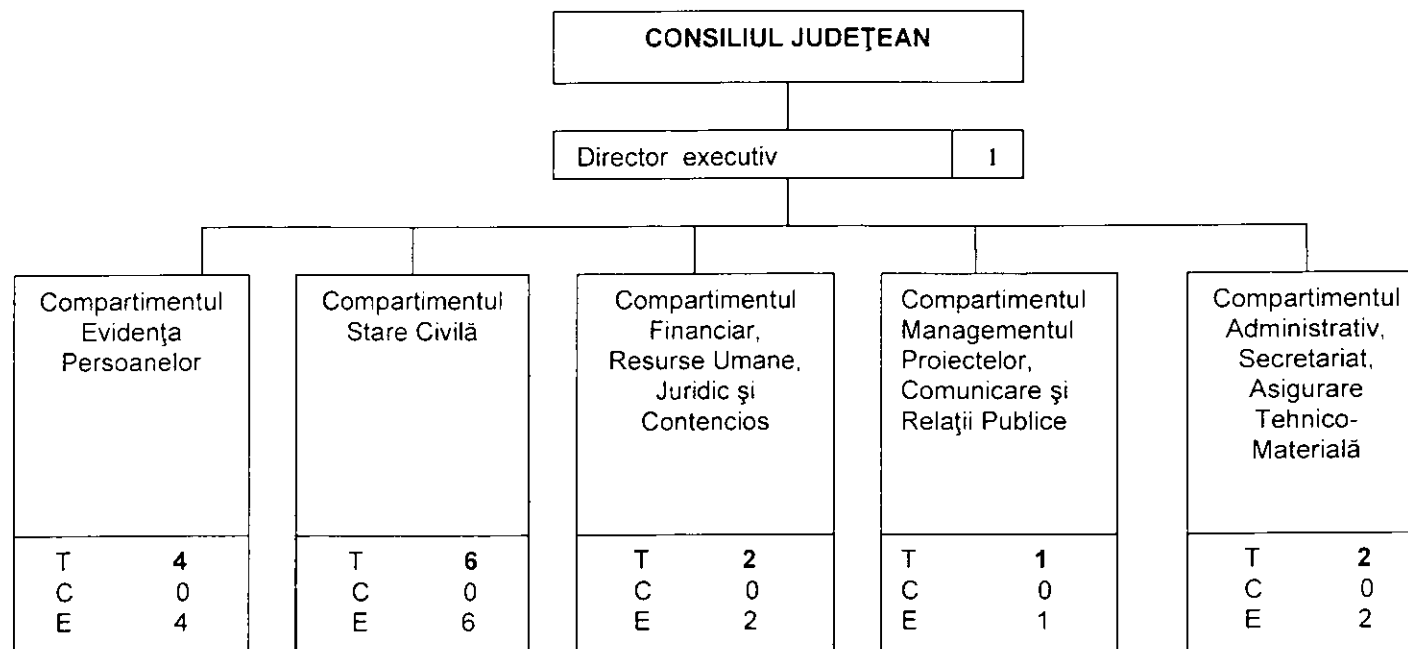 CONSILIUL JUDEŢEAN
Director executiv 1
Compartimentul
Evidenţa
Persoanelor
T 4
C 0
E 4
Compartimentul
Stare Civilă
T 6
C 0
E 6
Compartimentul
Financiar,
Resurse Umane,
Juridic şi
Contencios
T 2
C 0
E 2
Compartimentul
Managementul
Proiectelor,
Comunicare şi
Relaţii Publice
T 1
C 0
E 1
Compartimentul
Administrativ,
Secretariat,
Asigurare
Tehnico-
Materială
T 2
C 0
E 2